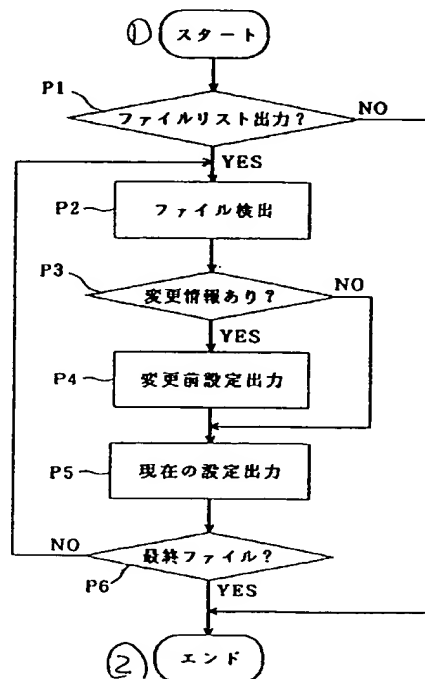 ① スタート
P1
ファイルリスト出力？
NO
YES
P2
ファイル検出
P3
変更情報あり？
NO
YES
P4
変更前設定出力
P5
現在の設定出力
NO
最終ファイル？
P6
YES
② エンド